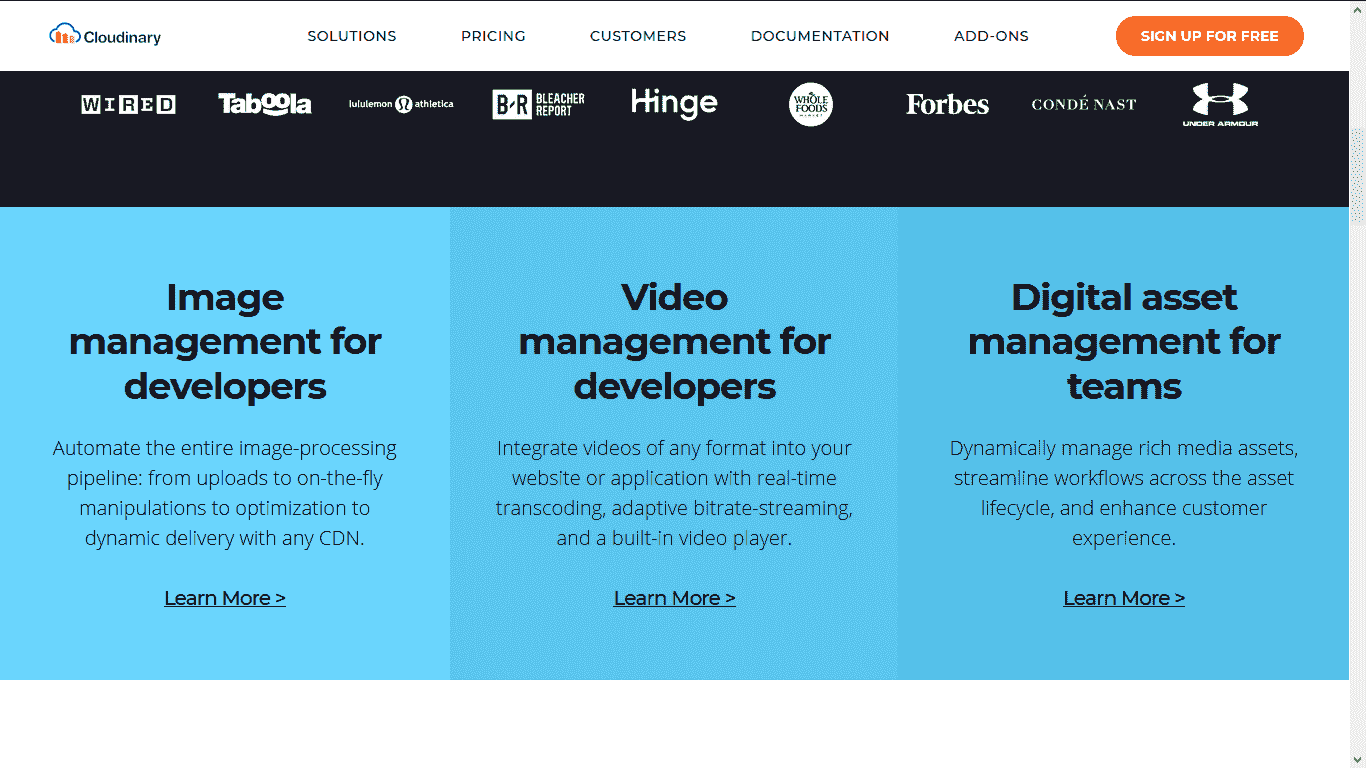 Cloudinary SOLUTIONS PRICING CUSTOMERS DOCUMENTATION ADD-ONS SIGN UP FOR FREE
WIRED Taboola lululemon athletica B/R BLEACHER REPORT Hinge WHOLE FOODS MARKET Forbes CONDÉ NAST UNDER ARMOUR
Image
management for
developers
Automate the entire image-processing
pipeline: from uploads to on-the-fly
manipulations to optimization to
dynamic delivery with any CDN.
Learn More >
Video
management for
developers
Integrate videos of any format into your
website or application with real-time
transcoding, adaptive bitrate-streaming,
and a built-in video player.
Learn More >
Digital asset
management for
teams
Dynamically manage rich media assets,
streamline workflows across the asset
lifecycle, and enhance customer
experience.
Learn More >